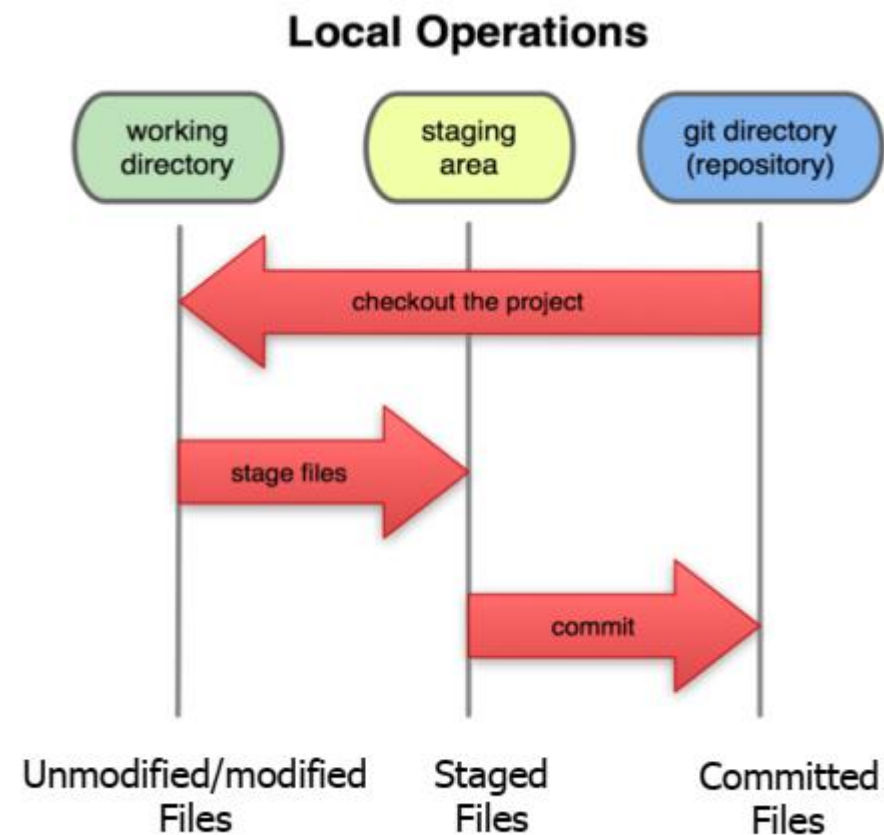 Local Operations
working
directory
staging
area
git directory
(repository)
checkout the project
stage files
commit
Unmodified/modified
Files
Staged
Files
Committed
Files